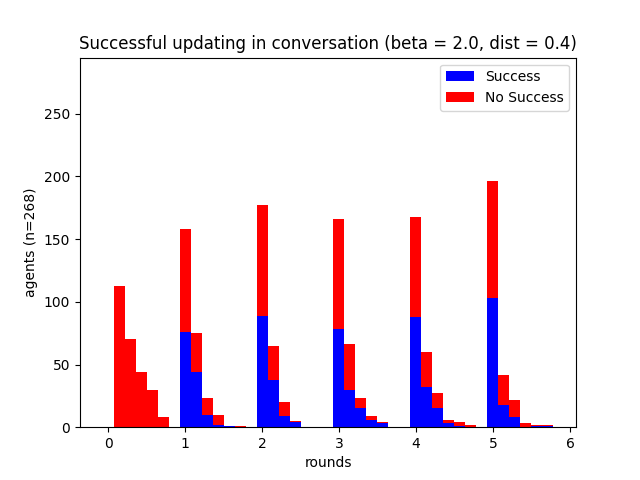 Successful updating in conversation (beta = 2.0, dist = 0.4)
Success
No Success
250
200
150
100
50
0
agents (n=268)
0 1 2 3 4 5 6
rounds